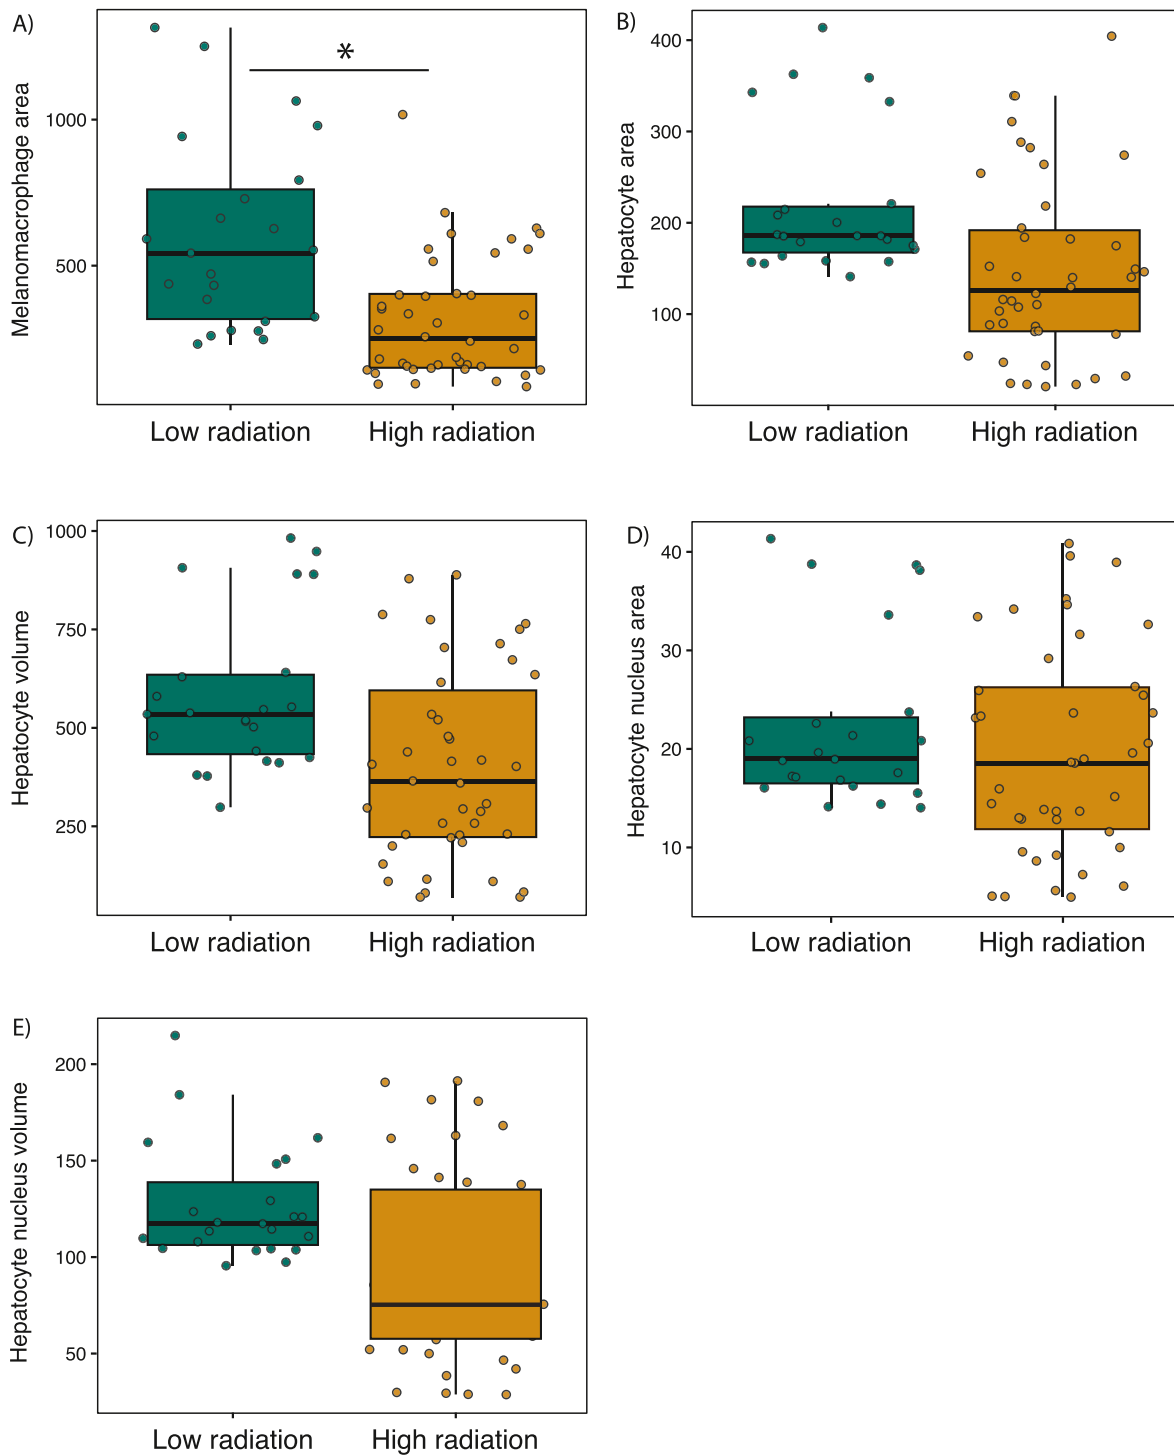 A)
*
Melanomacrophage area
1000
500
Low radiation
High radiation
B)
Hepatocyte area
400
300
200
100
Low radiation
High radiation
C)
Hepatocyte volume
1000
750
500
250
Low radiation
High radiation
D)
Hepatocyte nucleus area
40
30
20
10
Low radiation
High radiation
E)
Hepatocyte nucleus volume
200
150
100
50
Low radiation
High radiation